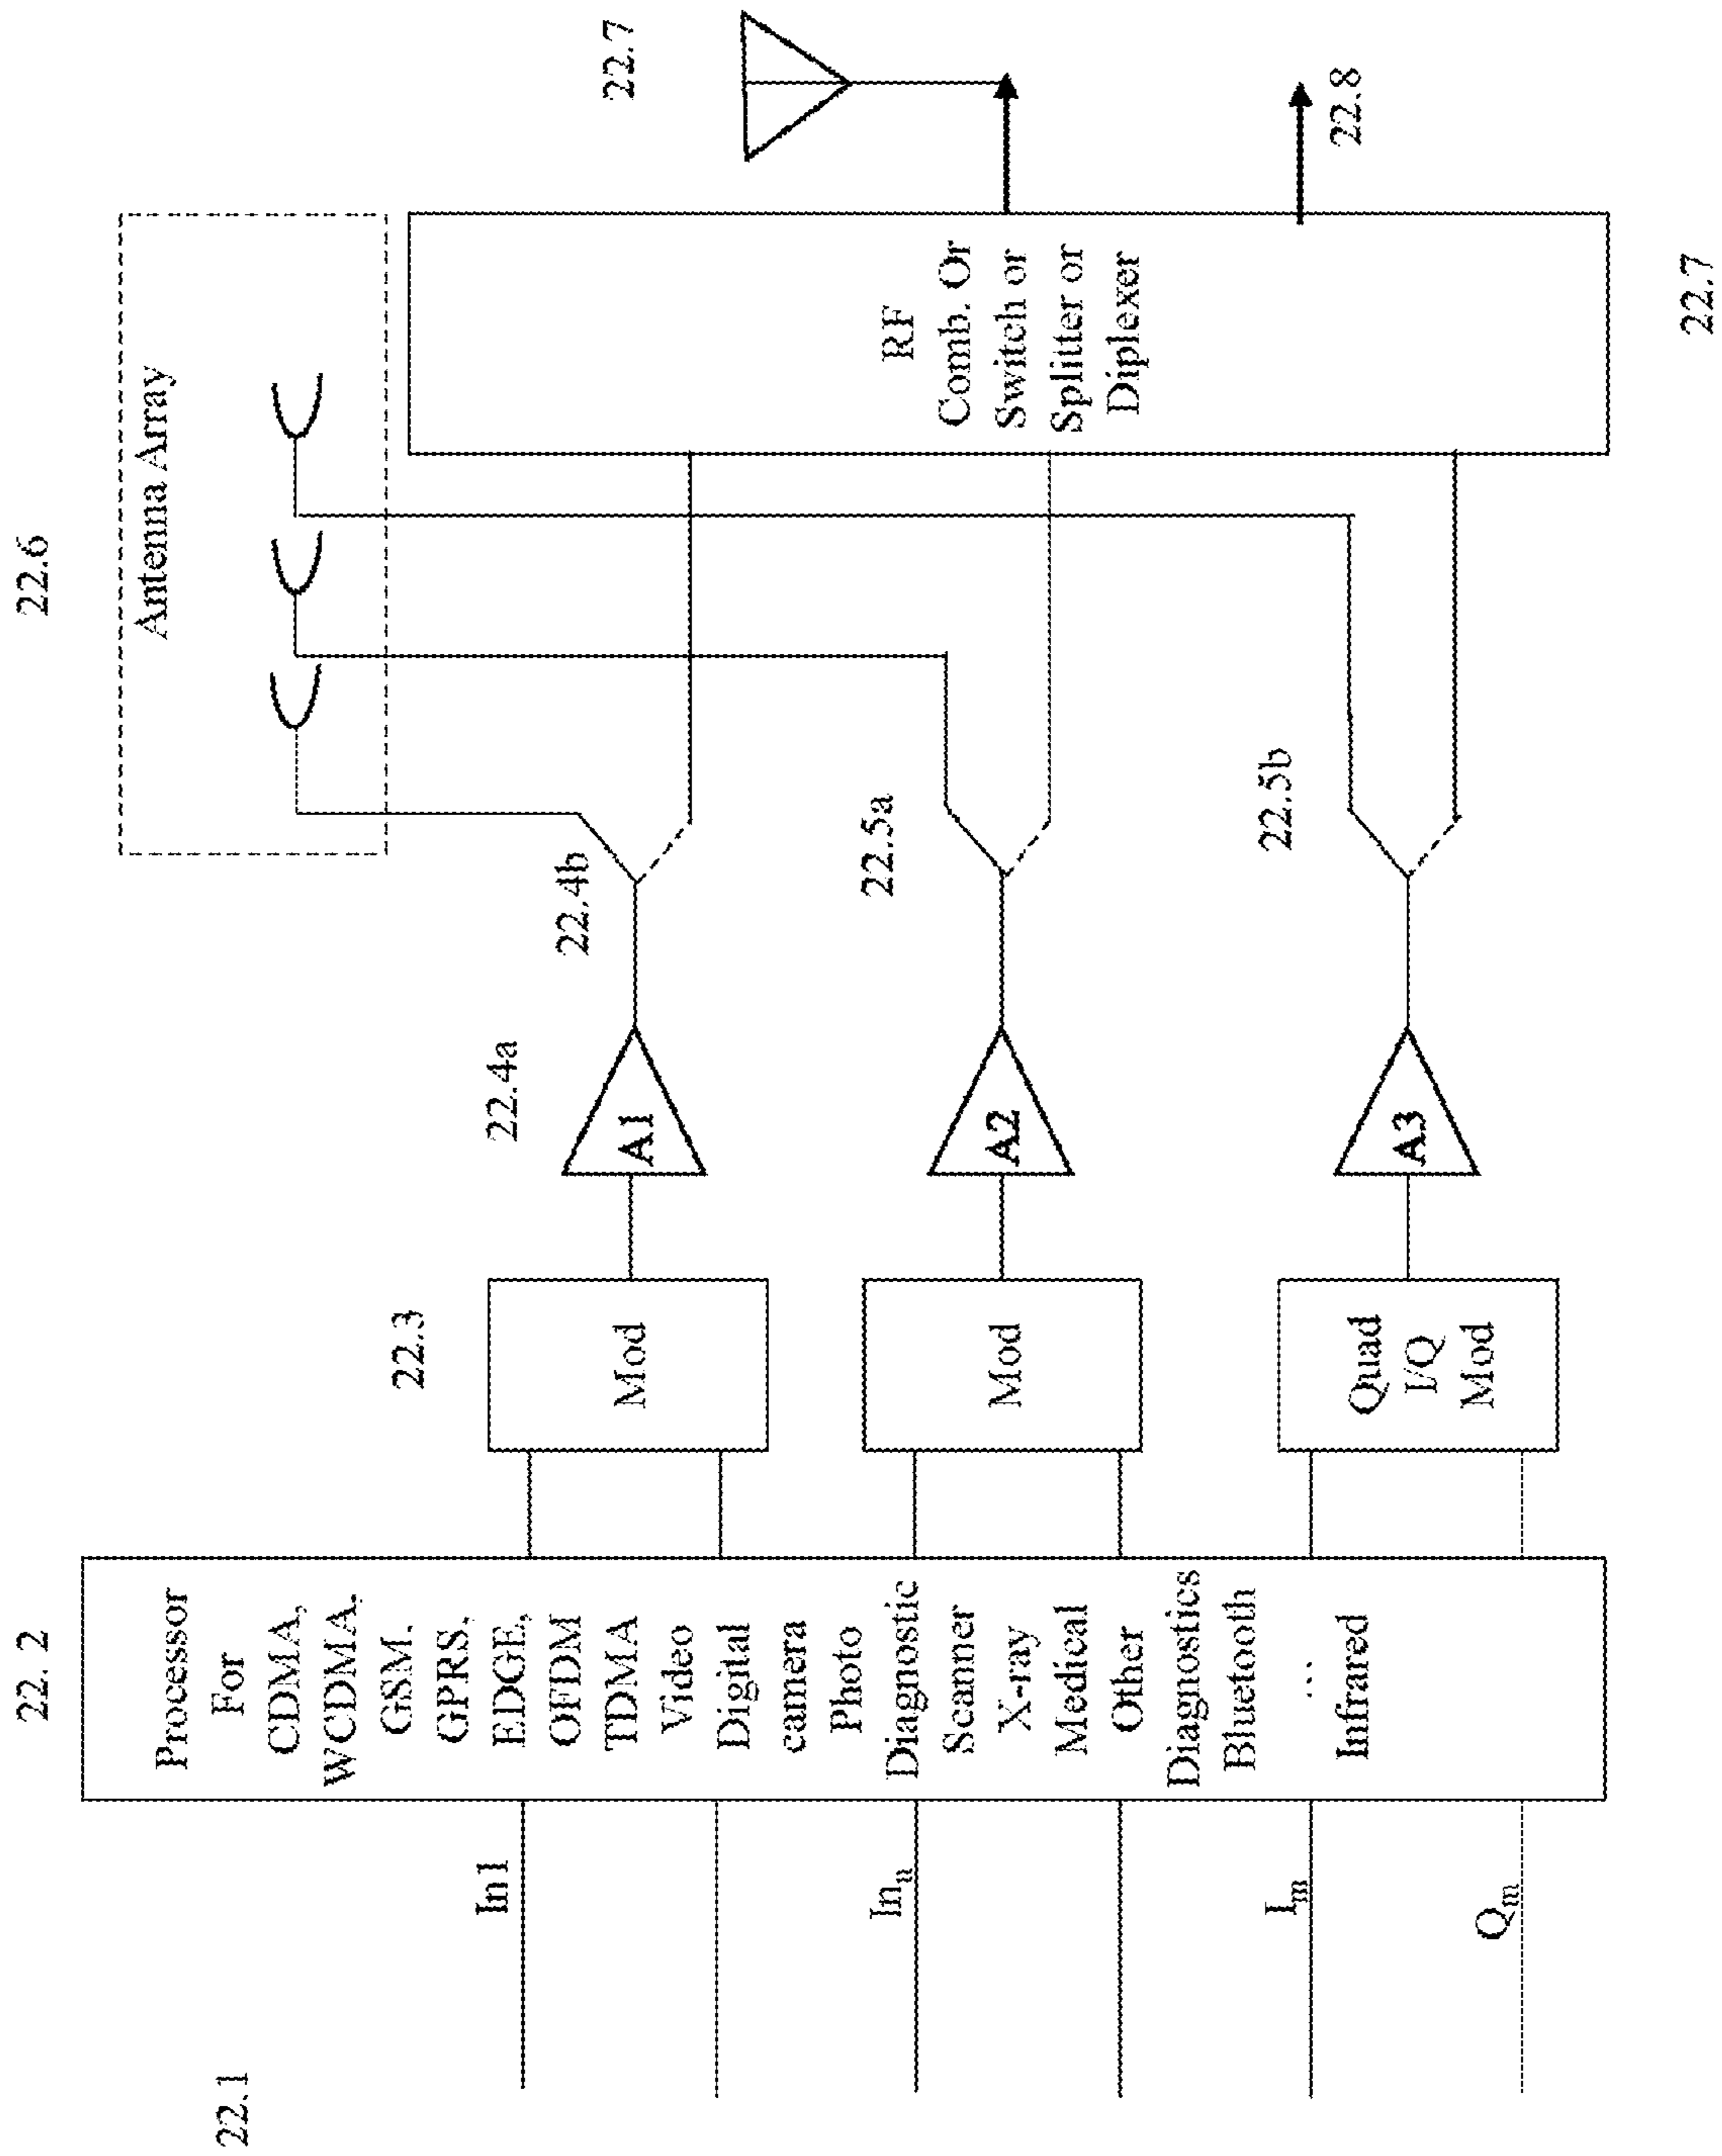 22.1
In1
In_n
I_m
Q_m
22. 2
Processor
For
CDMA,
WCDMA,
GSM,
GPRS,
EDGE,
OFDM
TDMA
Video
Digital
camera
Photo
Diagnostic
Scanner
X-ray
Medical
Other
Diagnostics
Bluetooth
...
Infrared
22.3
Mod
Mod
Quad
I/Q
Mod
22.4a
A1
A2
A3
22.4b
22.5a
22.5b
22.6
Antenna Array
RF
Comb. Or
Switch or
Splitter or
Diplexer
22.7
22.7
22.8